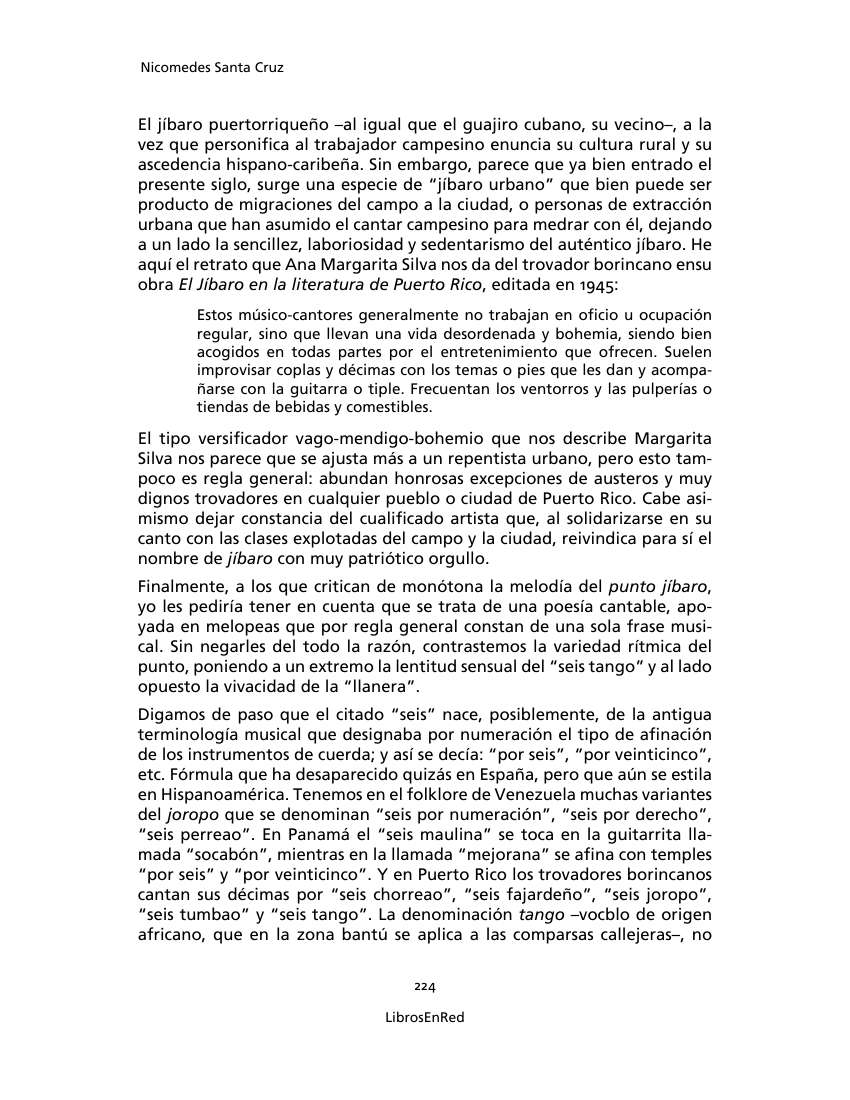 Nicomedes Santa Cruz
El jíbaro puertorriqueño –al igual que el guajiro cubano, su vecino–, a la
vez que personifica al trabajador campesino enuncia su cultura rural y su
ascedencia hispano-caribeña. Sin embargo, parece que ya bien entrado el
presente siglo, surge una especie de “jíbaro urbano” que bien puede ser
producto de migraciones del campo a la ciudad, o personas de extracción
urbana que han asumido el cantar campesino para medrar con él, dejando
a un lado la sencillez, laboriosidad y sedentarismo del auténtico jíbaro. He
aquí el retrato que Ana Margarita Silva nos da del trovador borincano ensu
obra El Jíbaro en la literatura de Puerto Rico, editada en 1945:
Estos músico-cantores generalmente no trabajan en oficio u ocupación
regular, sino que llevan una vida desordenada y bohemia, siendo bien
acogidos en todas partes por el entretenimiento que ofrecen. Suelen
improvisar coplas y décimas con los temas o pies que les dan y acompa-
ñarse con la guitarra o tiple. Frecuentan los ventorros y las pulperías o
tiendas de bebidas y comestibles.
El tipo versificador vago-mendigo-bohemio que nos describe Margarita
Silva nos parece que se ajusta más a un repentista urbano, pero esto tam-
poco es regla general: abundan honrosas excepciones de austeros y muy
dignos trovadores en cualquier pueblo o ciudad de Puerto Rico. Cabe asi-
mismo dejar constancia del cualificado artista que, al solidarizarse en su
canto con las clases explotadas del campo y la ciudad, reivindica para sí el
nombre de jíbaro con muy patriótico orgullo.
Finalmente, a los que critican de monótona la melodía del punto jíbaro,
yo les pediría tener en cuenta que se trata de una poesía cantable, apo-
yada en melopeas que por regla general constan de una sola frase musi-
cal. Sin negarles del todo la razón, contrastemos la variedad rítmica del
punto, poniendo a un extremo la lentitud sensual del “seis tango” y al lado
opuesto la vivacidad de la “llanera”.
Digamos de paso que el citado “seis” nace, posiblemente, de la antigua
terminología musical que designaba por numeración el tipo de afinación
de los instrumentos de cuerda; y así se decía: “por seis”, “por veinticinco”,
etc. Fórmula que ha desaparecido quizás en España, pero que aún se estila
en Hispanoamérica. Tenemos en el folklore de Venezuela muchas variantes
del joropo que se denominan “seis por numeración”, “seis por derecho”,
“seis perreao”. En Panamá el “seis maulina” se toca en la guitarrita lla-
mada “socabón”, mientras en la llamada “mejorana” se afina con temples
“por seis” y “por veinticinco”. Y en Puerto Rico los trovadores borincanos
cantan sus décimas por “seis chorreao”, “seis fajardeño”, “seis joropo”,
“seis tumbao” y “seis tango”. La denominación tango –vocblo de origen
africano, que en la zona bantú se aplica a las comparsas callejeras–, no
224
LibrosEnRed